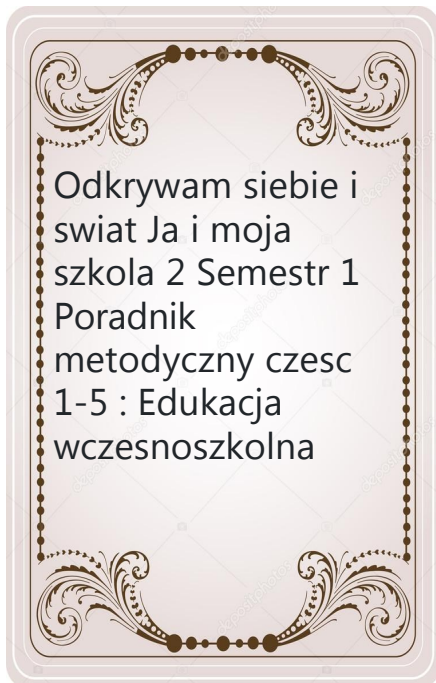 Odkrywam siebie i
swiat Ja i moja
szkola 2 Semestr 1
Poradnik
metodyczny czesc
1-5 : Edukacja
wczesnoszkolna